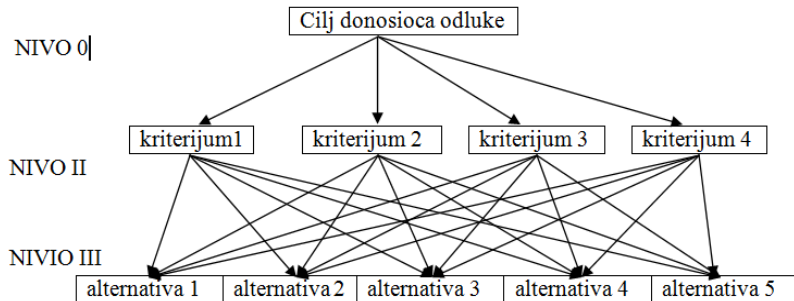 Cilj donosioca odluke
NIVO 0
kriterijum1 kriterijum 2 kriterijum 3 kriterijum 4
NIVO II
NIVIO III
alternativa 1 alternativa 2 alternativa 3 alternativa 4 alternativa 5